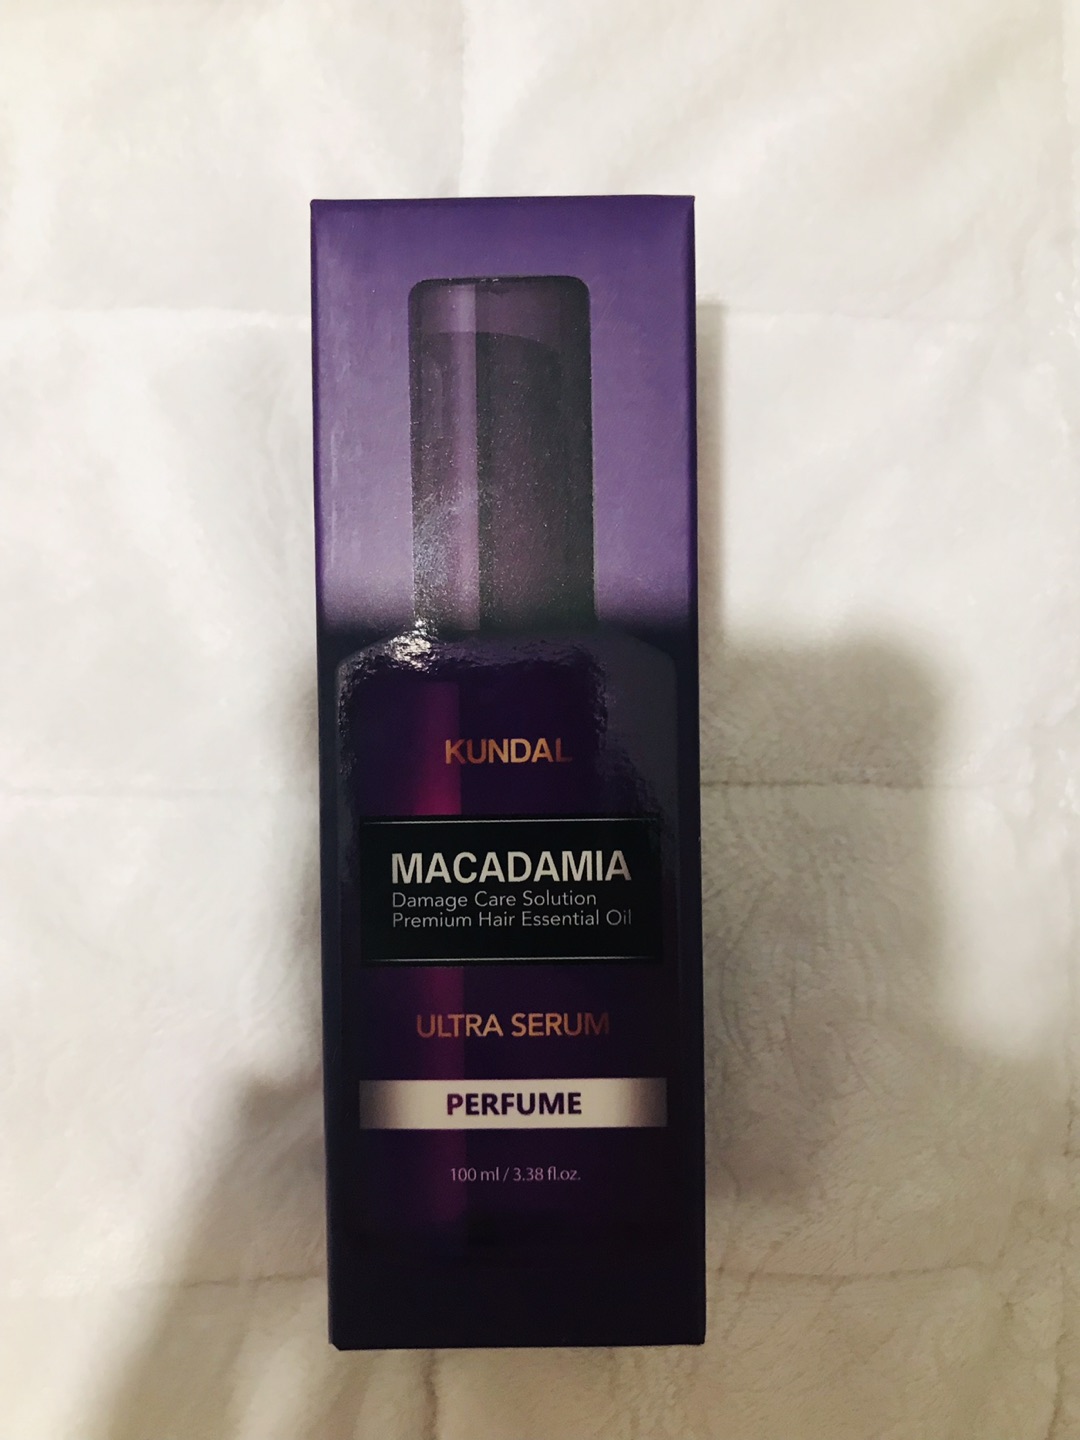 KUNDAL
MACADAMIA
Damage Care Solution
Premium Hair Essential Oil
ULTRA SERUM
PERFUME
100 ml / 3.38 fl.oz.